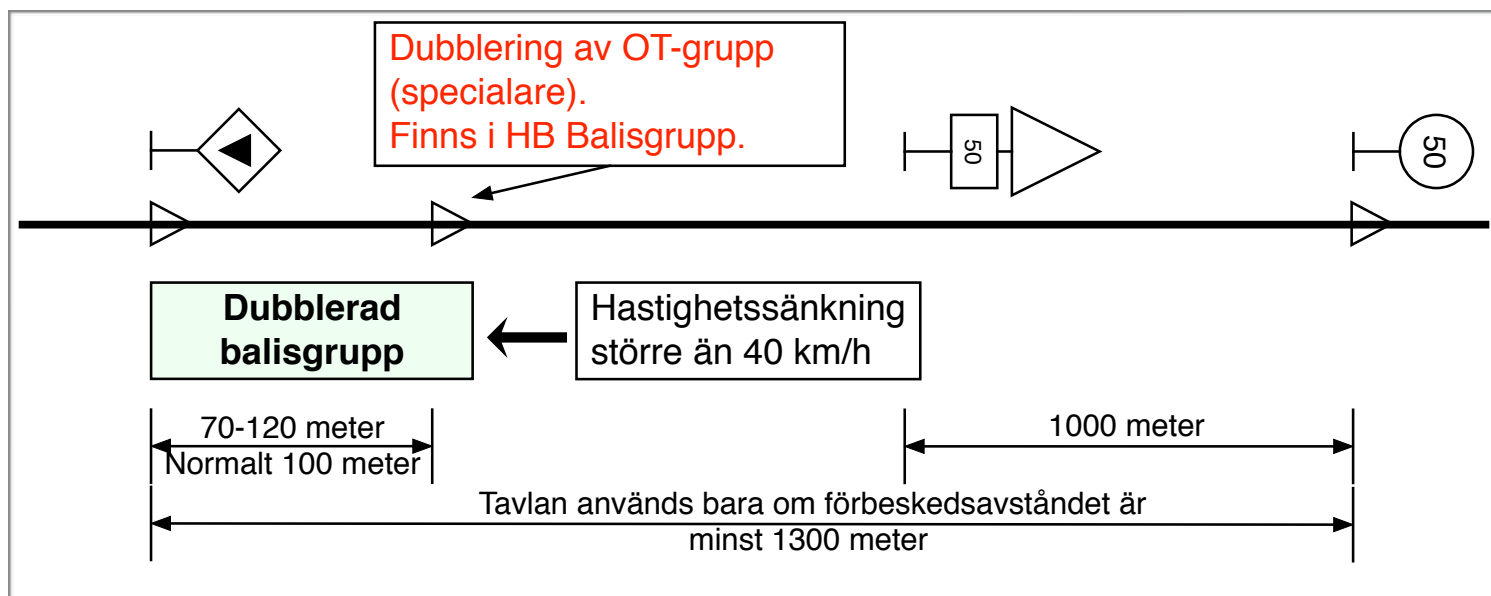 Dubblering av OT-grupp
(specialare).
Finns i HB Balisgrupp.
50
50
Dubblerad
balisgrupp
Hastighetssänkning
större än 40 km/h
70-120 meter
Normalt 100 meter
1000 meter
Tavlan används bara om förbeskedsavståndet är
minst 1300 meter